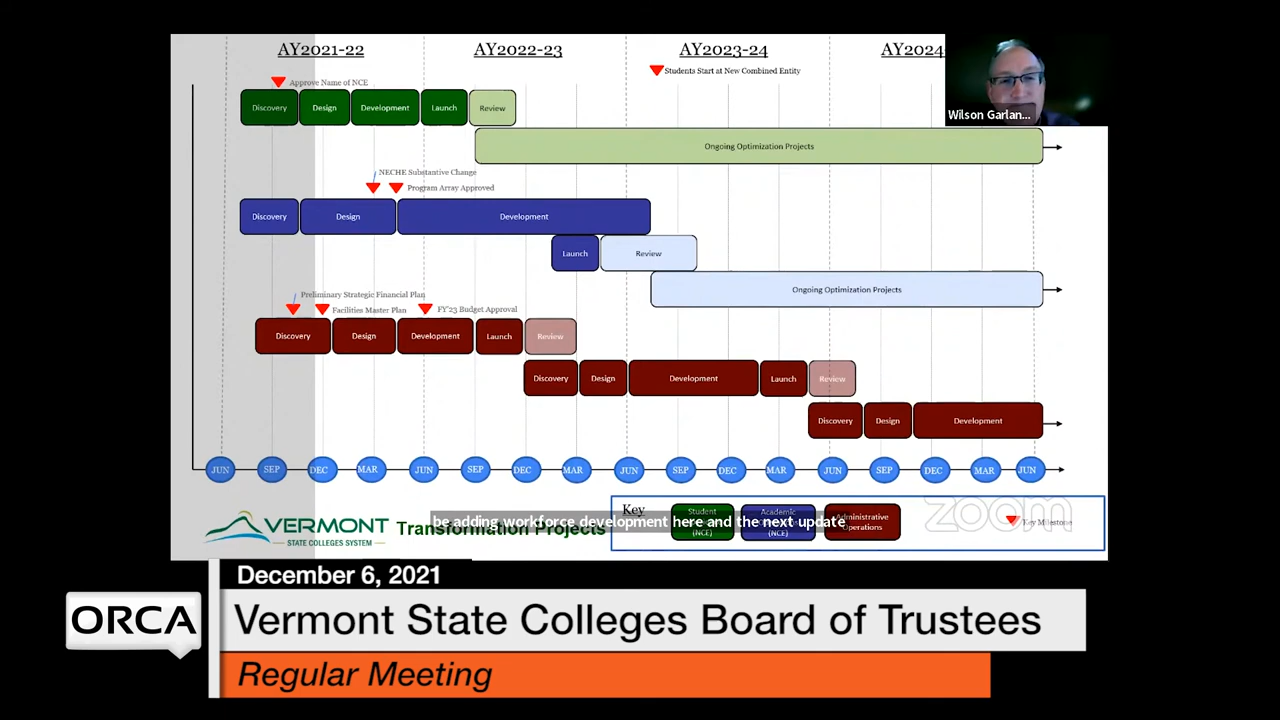 AY2021-22 AY2022-23 AY2023-24 AY2024-
Students Start at New Combined Entity
Wilson Garlan...
Approve Name of NCE
Discovery Design Development Launch Review
Ongoing Optimization Projects
NECHE Substantive Change
Program Array Approved
Discovery Design Development
Launch Review
Ongoing Optimization Projects
Preliminary Strategic Financial Plan
Facilities Master Plan FY'23 Budget Approval
Discovery Design Development Launch Review
Discovery Design Development Launch Review
Discovery Design Development
JUN SEP DEC MAR JUN SEP DEC MAR JUN SEP DEC MAR JUN SEP DEC MAR JUN
VERMONT
STATE COLLEGES SYSTEM
Transformation Projects
Key
Student
(NCE)
Academic
(NCE)
Administrative
Operations
Key Milestone
zoom
be adding workforce development here and the next update
December 6, 2021
ORCA
Vermont State Colleges Board of Trustees
Regular Meeting